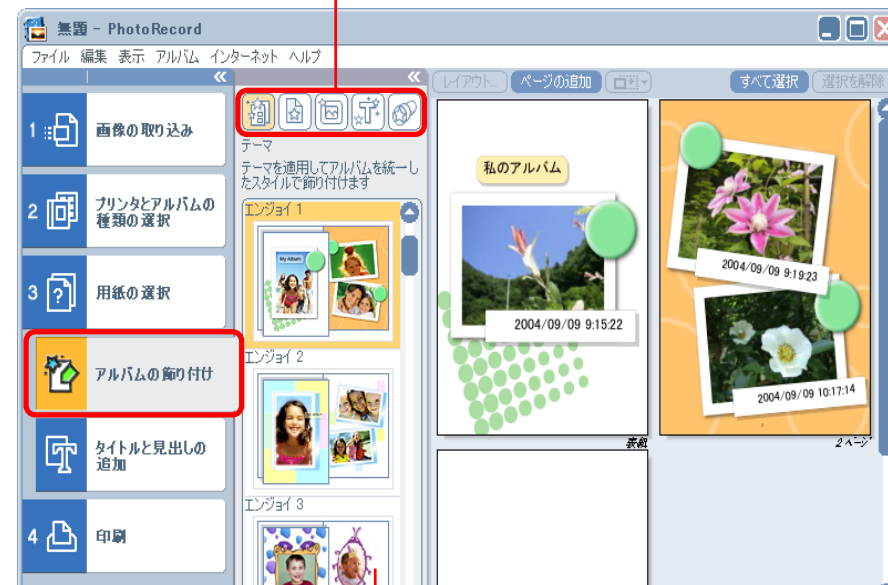 無題 - PhotoRecord
ファイル 編集 表示 アルバム インターネット ヘルプ
レイアウト... ページの追加 すべて選択 選択を解除
1 画像の取り込み
2 プリンタとアルバムの
種類の選択
3 用紙の選択
アルバムの飾り付け
タイトルと見出しの
追加
4 印刷
テーマ
テーマを適用してアルバムを統一し
たスタイルで飾り付けます
エンジョイ 1
My Album
エンジョイ 2
エンジョイ 3
私のアルバム
2004/09/09 9:15:22
表紙
2004/09/09 9:19:23
2004/09/09 10:17:14
2 ページ